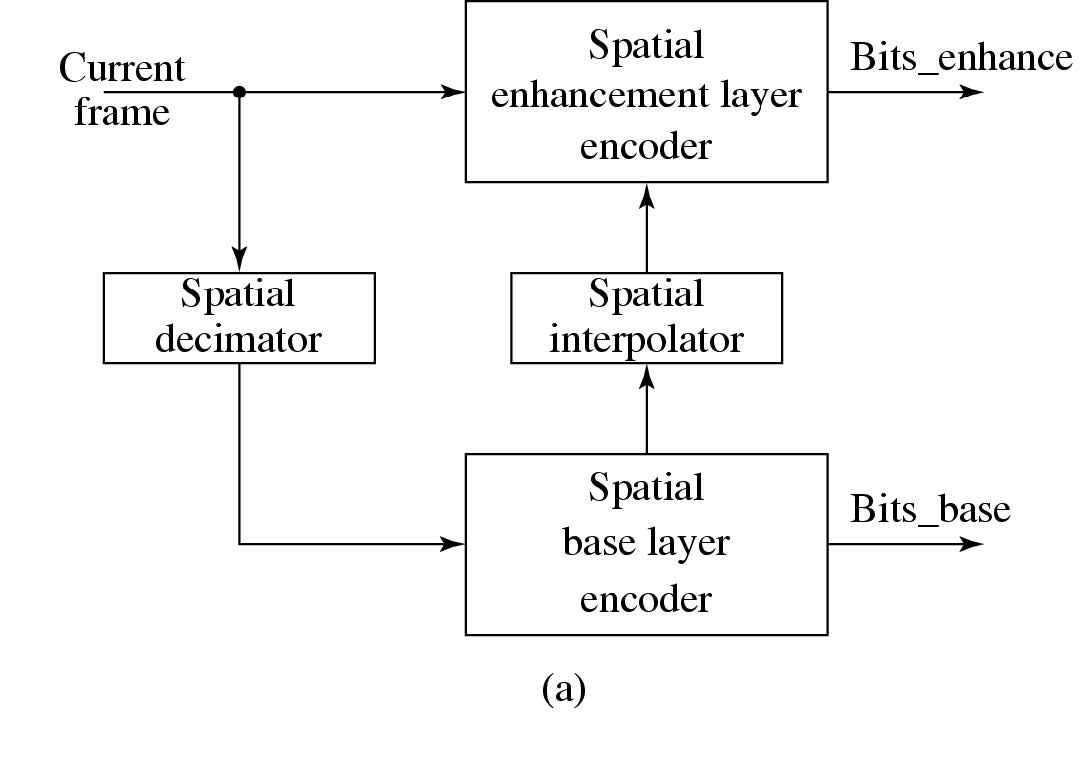 Current
frame
Spatial
enhancement layer
encoder
Bits_enhance
Spatial
decimator
Spatial
interpolator
Spatial
base layer
encoder
Bits_base
(a)